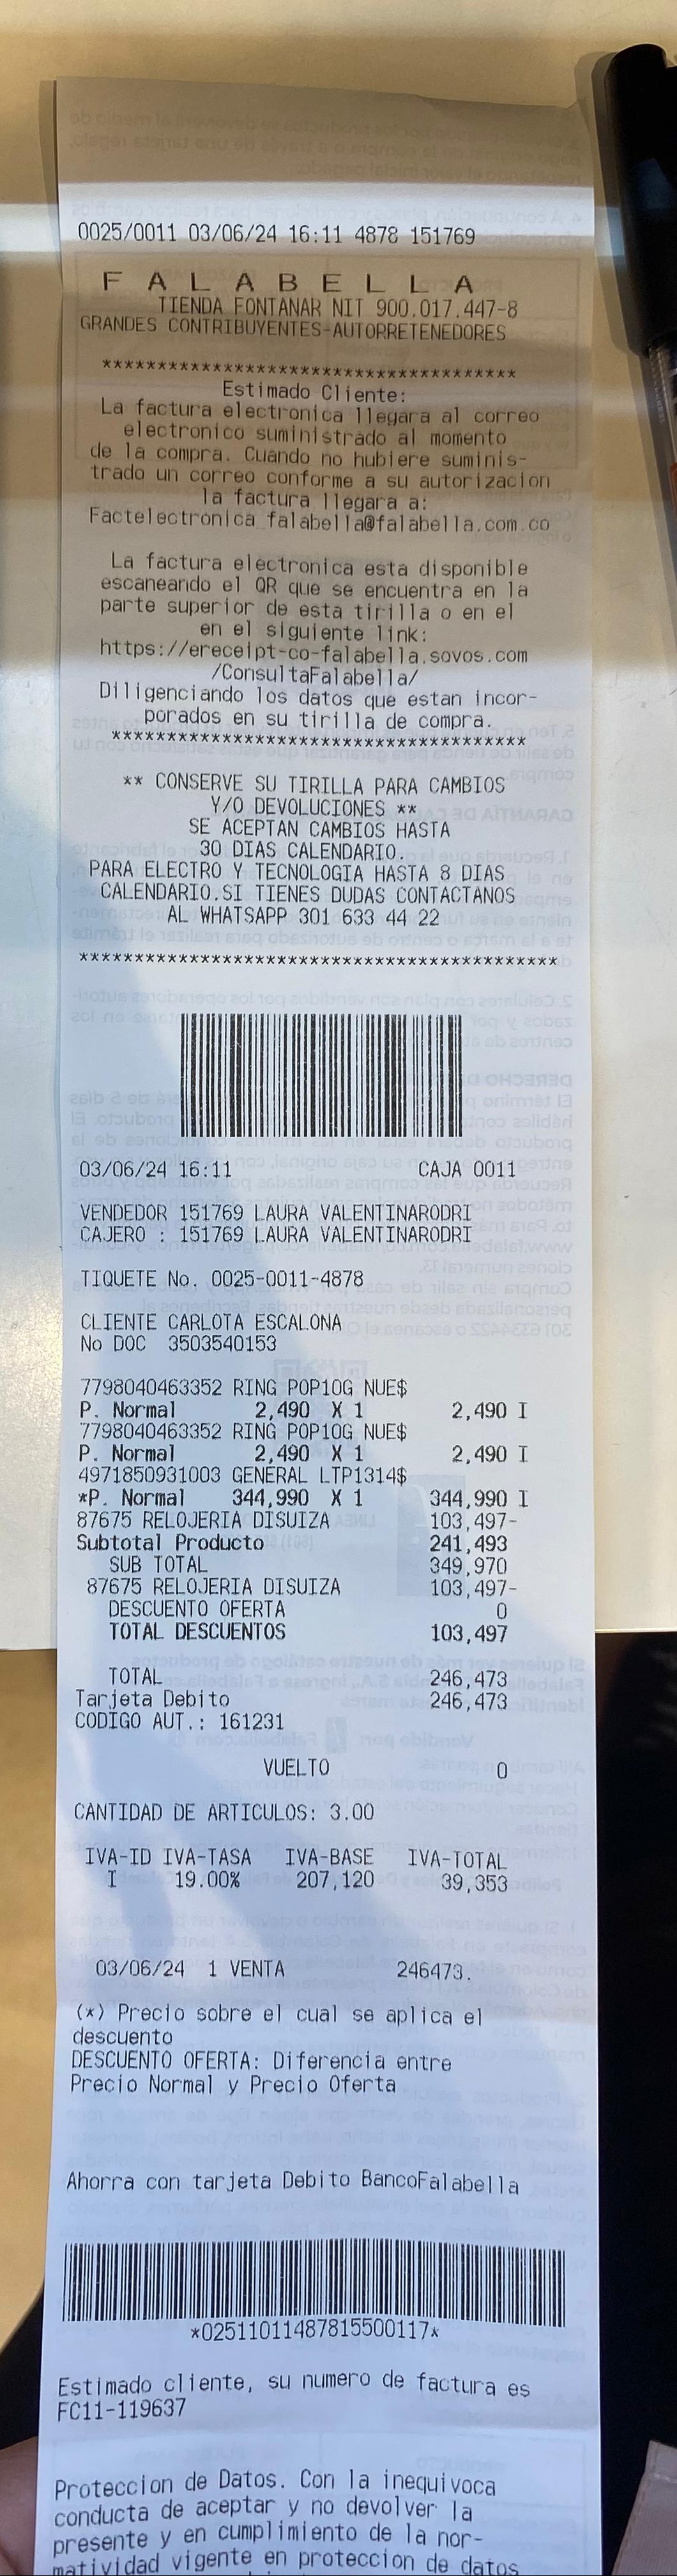 0025/0011 03/06/24 16:11 4878 151769
F A L A B E L L A
TIENDA FONTANAR NIT 900.017.447-8
GRANDES CONTRIBUYENTES-AUTORRETENEDORES
**************************************
Estimado Cliente:
La factura electronica llegara al correo
electronico suministrado al momento
de la compra. Cuando no hubiere suminis-
trado un correo conforme a su autorizacion
la factura llegara a:
Factelectronica falabella@falabella.com.co
La factura electronica esta disponible
escaneando el QR que se encuentra en la
parte superior de esta tirilla o en el
en el siguiente link:
https://ereceipt-co-falabella.sovos.com
/ConsultaFalabella/
Diligenciando los datos que estan incor-
porados en su tirilla de compra.
**************************************
** CONSERVE SU TIRILLA PARA CAMBIOS
Y/O DEVOLUCIONES **
SE ACEPTAN CAMBIOS HASTA
30 DIAS CALENDARIO.
PARA ELECTRO Y TECNOLOGIA HASTA 8 DIAS
CALENDARIO.SI TIENES DUDAS CONTACTANOS
AL WHATSAPP 301 633 44 22
********************************************
03/06/24 16:11 CAJA 0011
VENDEDOR 151769 LAURA VALENTINARODRI
CAJERO : 151769 LAURA VALENTINARODRI
TIQUETE No. 0025-0011-4878
CLIENTE CARLOTA ESCALONA
No DOC 3503540153
7798040463352 RING POP10G NUE$
P. Normal 2,490 X 1 2,490 I
7798040463352 RING POP10G NUE$
P. Normal 2,490 X 1 2,490 I
4971850931003 GENERAL LTP1314$
*P. Normal 344,990 X 1 344,990 I
87675 RELOJERIA DISUIZA 103,497-
Subtotal Producto 241,493
SUB TOTAL 349,970
87675 RELOJERIA DISUIZA 103,497-
DESCUENTO OFERTA 0
TOTAL DESCUENTOS 103,497
TOTAL 246,473
Tarjeta Debito 246,473
CODIGO AUT.: 161231
VUELTO 0
CANTIDAD DE ARTICULOS: 3.00
IVA-ID IVA-TASA IVA-BASE IVA-TOTAL
I 19.00% 207,120 39,353
03/06/24 1 VENTA 246473.
(*) Precio sobre el cual se aplica el
descuento
DESCUENTO OFERTA: Diferencia entre
Precio Normal y Precio Oferta
Ahorra con tarjeta Debito BancoFalabella
*02511011487815500117*
Estimado cliente, su numero de factura es
FC11-119637
Proteccion de Datos. Con la inequivoca
conducta de aceptar y no devolver la
presente y en cumplimiento de la nor-
matividad vigente en proteccion de datos